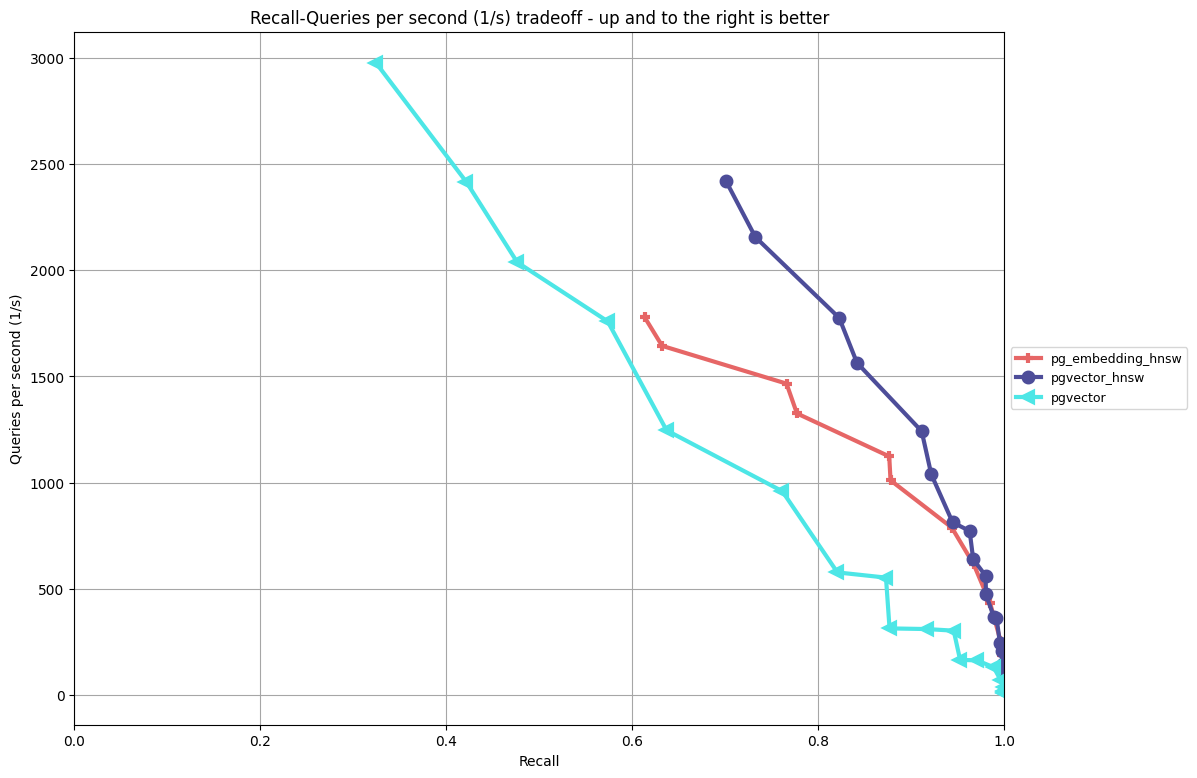 Recall-Queries per second (1/s) tradeoff - up and to the right is better
3000
2500
2000
1500
1000
500
0
Queries per second (1/s)
0.0 0.2 0.4 0.6 0.8 1.0
Recall
pg_embedding_hnsw
pgvector_hnsw
pgvector